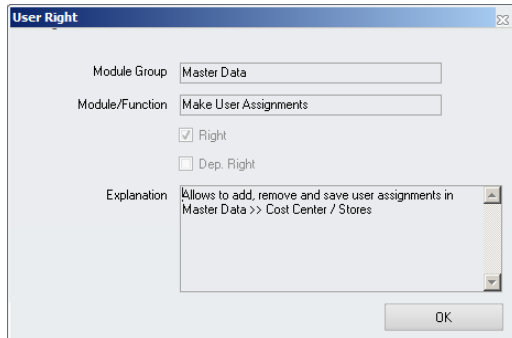 User Right
Module Group Master Data
Module/Function Make User Assignments
Right
Dep. Right
Explanation Allows to add, remove and save user assignments in
Master Data >> Cost Center / Stores
OK